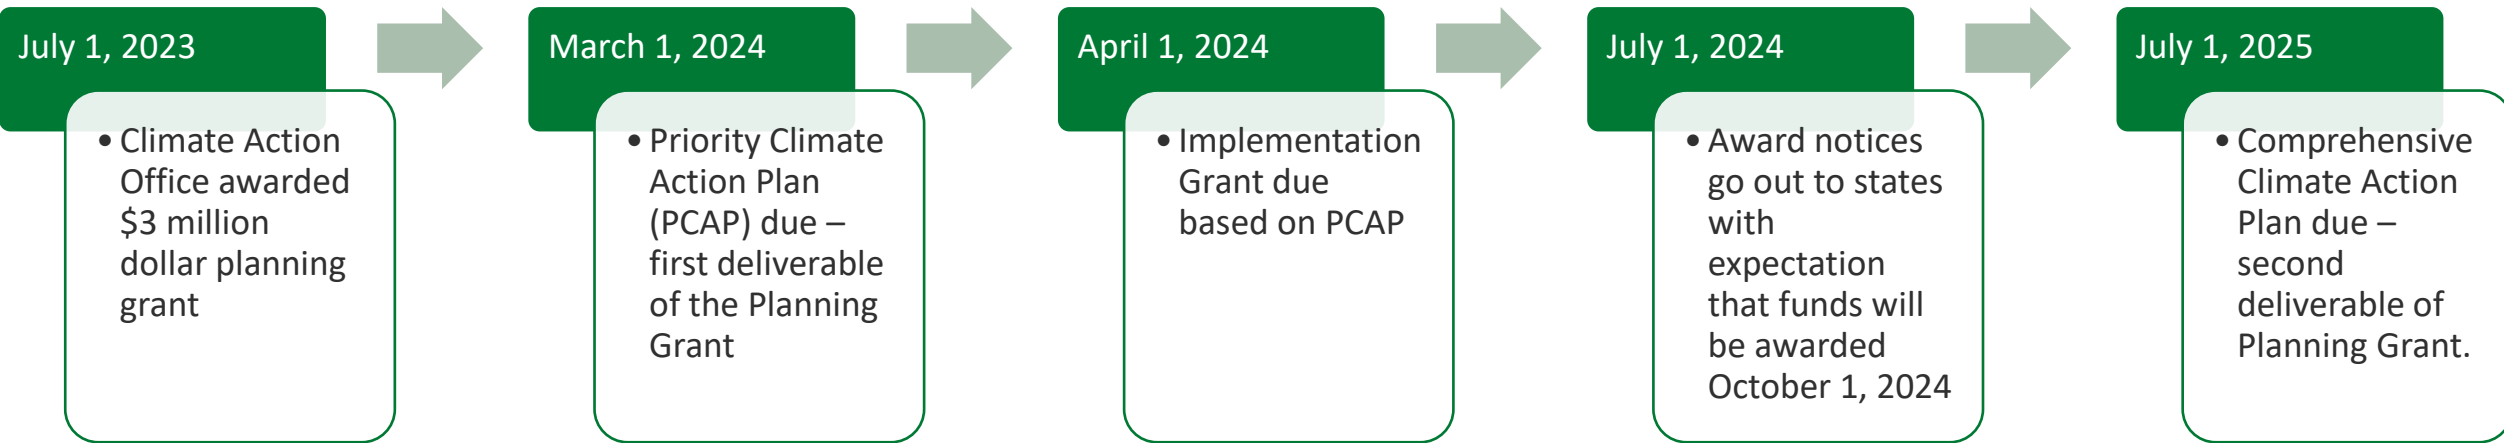 July 1, 2023
• Climate Action
Office awarded
$3 million
dollar planning
grant
March 1, 2024
• Priority Climate
Action Plan
(PCAP) due –
first deliverable
of the Planning
Grant
April 1, 2024
• Implementation
Grant due
based on PCAP
July 1, 2024
• Award notices
go out to states
with
expectation
that funds will
be awarded
October 1, 2024
July 1, 2025
• Comprehensive
Climate Action
Plan due –
second
deliverable of
Planning Grant.